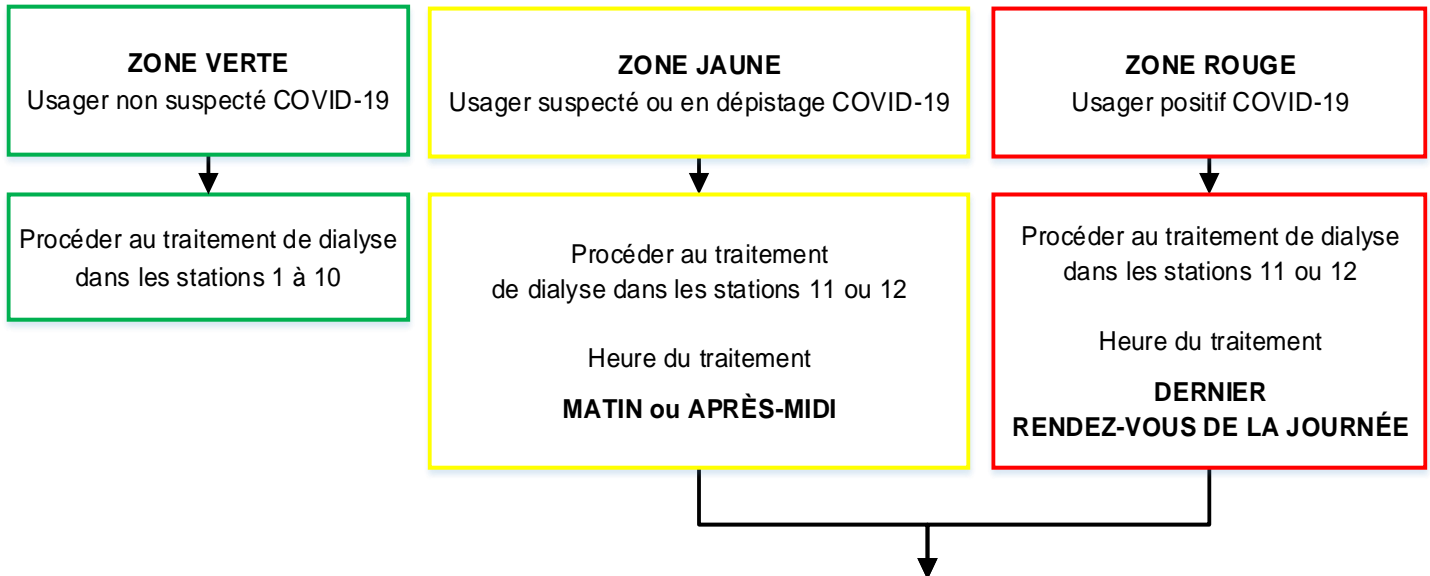 ZONE VERTE
Usager non suspecté COVID-19
Procéder au traitement de dialyse
dans les stations 1 à 10
ZONE JAUNE
Usager suspecté ou en dépistage COVID-19
Procéder au traitement
de dialyse dans les stations 11 ou 12
Heure du traitement
MATIN ou APRÈS-MIDI
ZONE ROUGE
Usager positif COVID-19
Procéder au traitement de dialyse
dans les stations 11 ou 12
Heure du traitement
DERNIER
RENDEZ-VOUS DE LA JOURNÉE